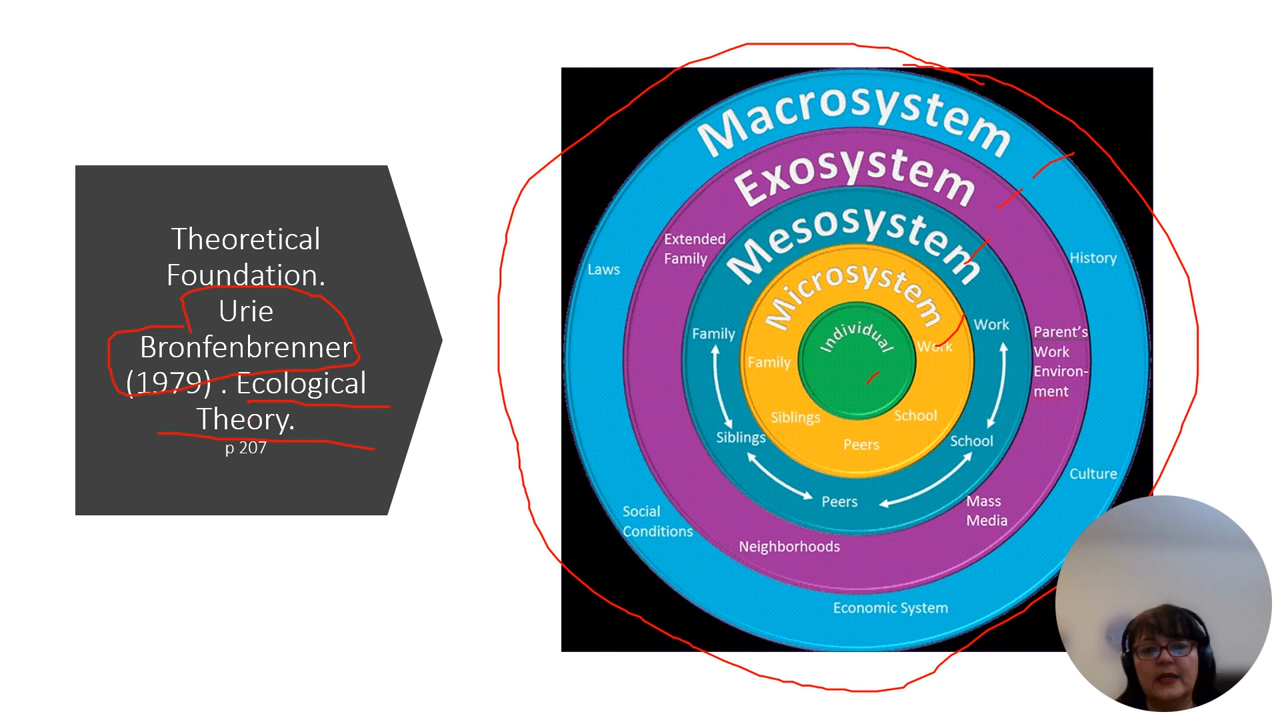 Theoretical
Foundation.
Urie
Bronfenbrenner
(1979) . Ecological
Theory.
p 207
Macrosystem
Exosystem
Mesosystem
Microsystem
Individual
Laws
Extended
Family
History
Family
Work
Parent's
Work
Environ-
ment
Family
Work
Siblings
School
Peers
Siblings
School
Peers
Culture
Mass
Media
Social
Conditions
Neighborhoods
Economic System